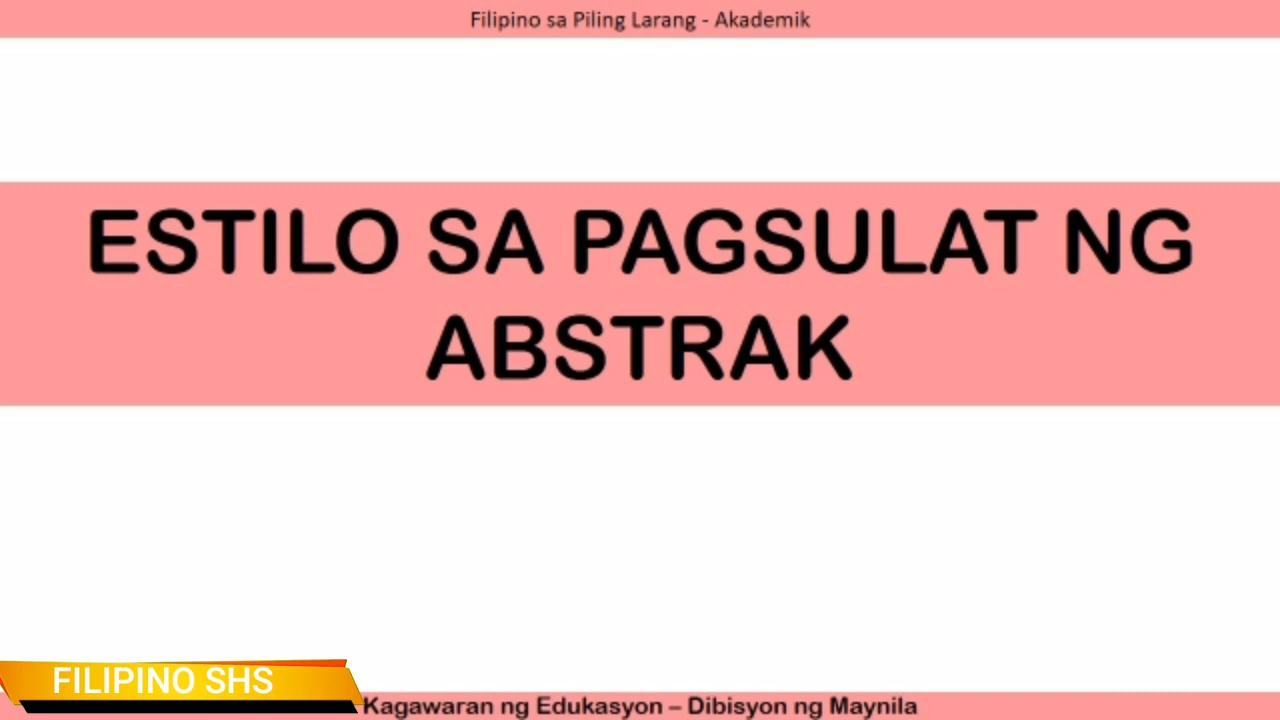 Filipino sa Piling Larang - Akademik
ESTILO SA PAGSULAT NG
ABSTRAK
FILIPINO SHS
Kagawaran ng Edukasyon – Dibisyon ng Maynila